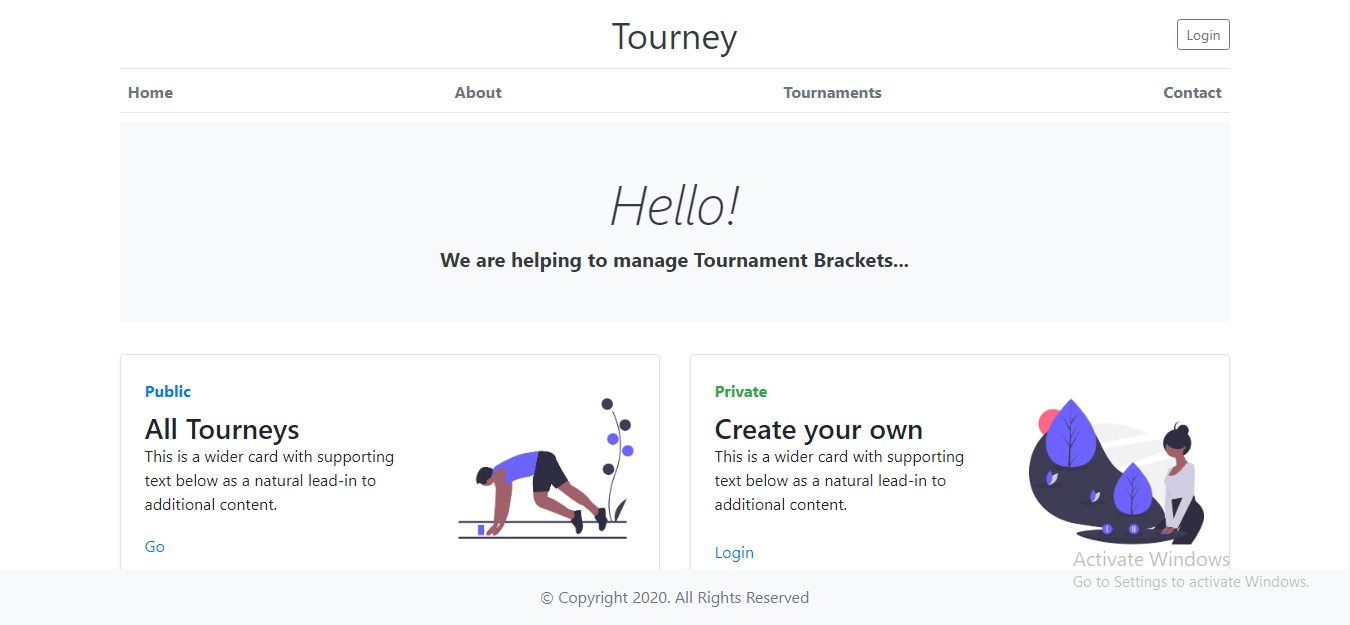 Tourney
Login
Home
About
Tournaments
Contact
Hello!
We are helping to manage Tournament Brackets...
Public
All Tourneys
This is a wider card with supporting
text below as a natural lead-in to
additional content.
Go
Private
Create your own
This is a wider card with supporting
text below as a natural lead-in to
additional content.
Login
Activate Windows
Go to Settings to activate Windows.
© Copyright 2020. All Rights Reserved